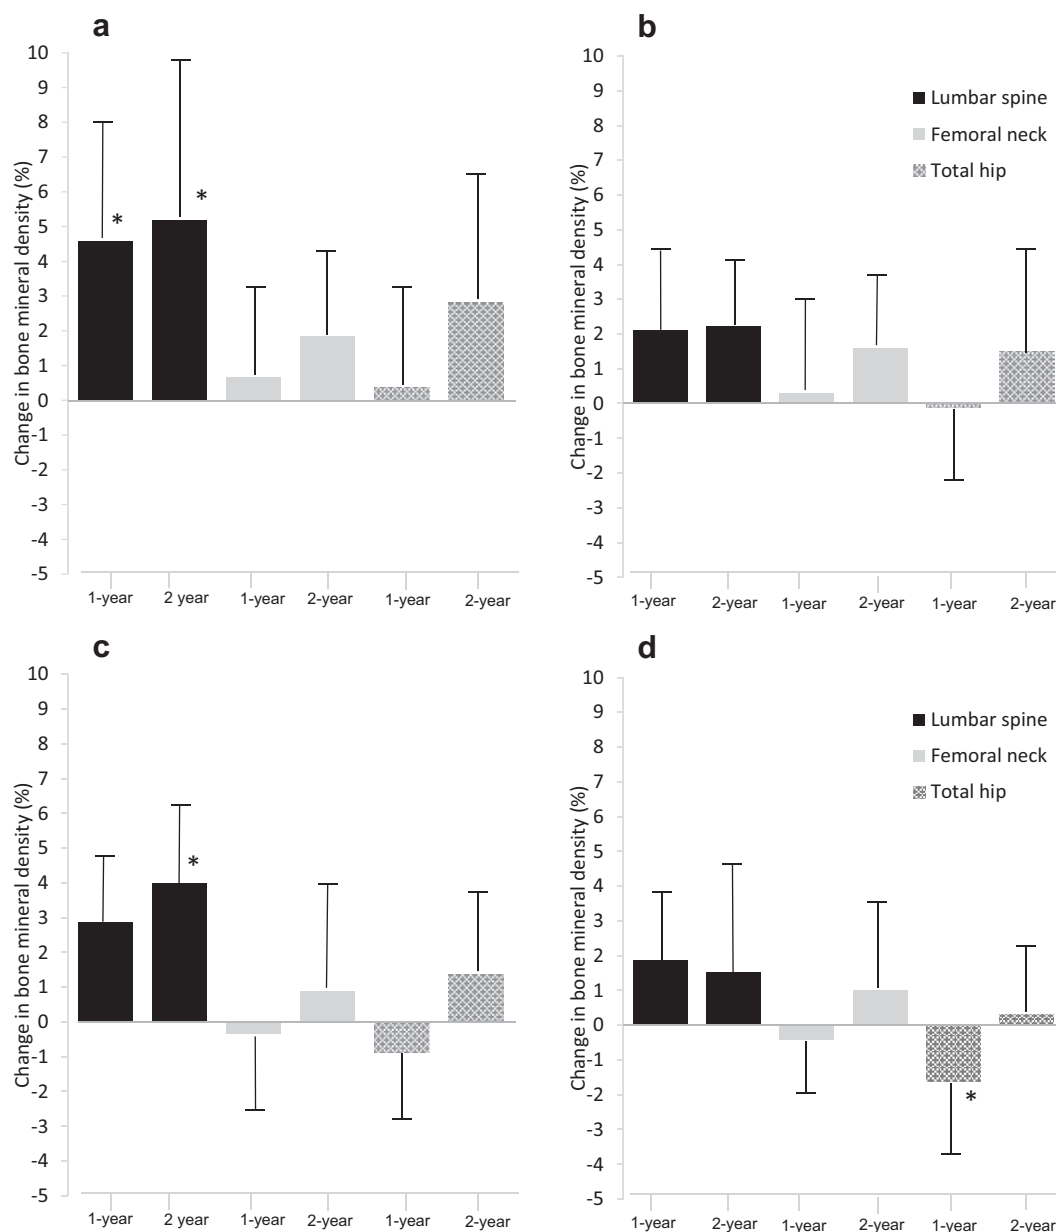 a
10
9
8
7
6
5
4
3
2
1
0
-1
-2
-3
-4
-5
Change in bone mineral density (%)
*
*
1-year
2 year
1-year
2-year
1-year
2-year
b
10
9
8
7
6
5
4
3
2
1
0
-1
-2
-3
-4
-5
Change in bone mineral density (%)
Lumbar spine
Femoral neck
Total hip
1-year
2-year
1-year
2-year
1-year
2-year
c
10
9
8
7
6
5
4
3
2
1
0
-1
-2
-3
-4
-5
Change in bone mineral density (%)
*
1-year
2 year
1-year
2-year
1-year
2-year
d
10
9
8
7
6
5
4
3
2
1
0
-1
-2
-3
-4
-5
Change in bone mineral density (%)
Lumbar spine
Femoral neck
Total hip
*
1-year
2-year
1-year
2-year
1-year
2-year